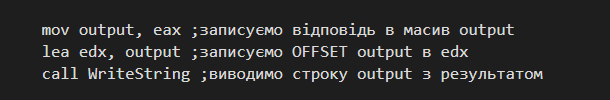 mov output, eax ;записуємо відповідь в масив output
lea edx, output ;записуємо OFFSET output в edx
call WriteString ;виводимо строку output з результатом